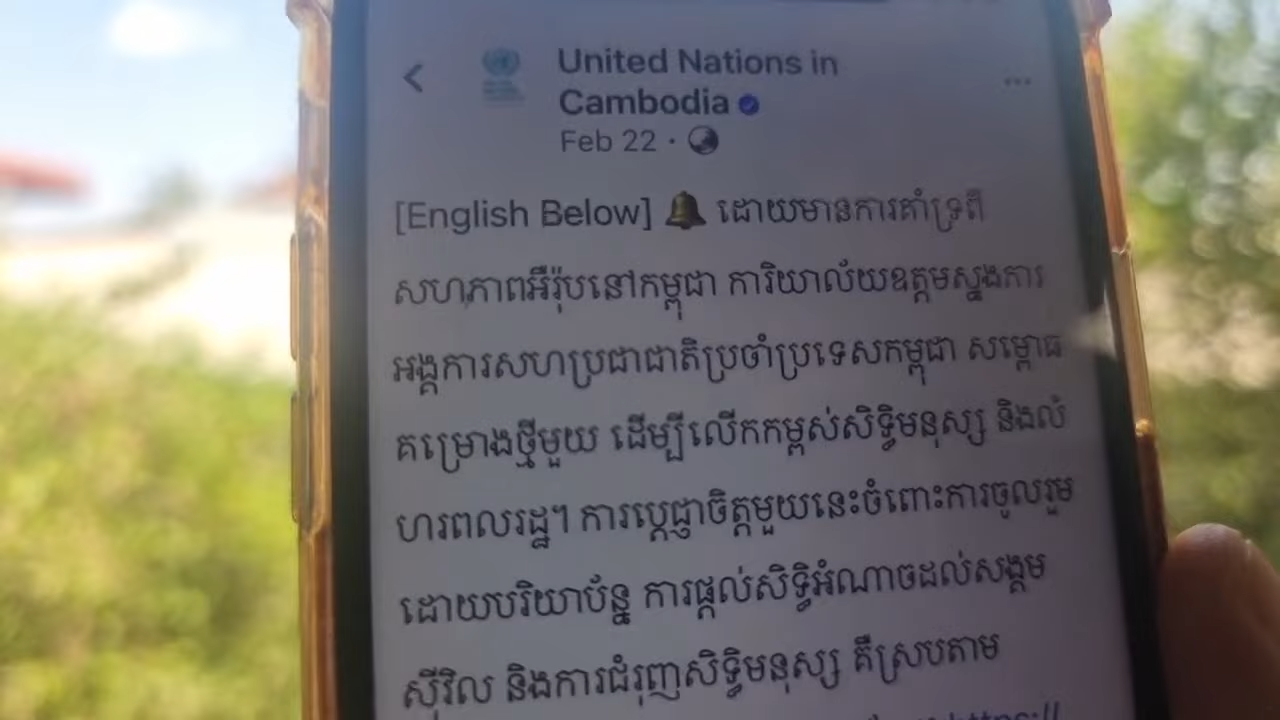 United Nations in
Cambodia
Feb 22 ·
[English Below] 🔔 ដោយមានការគាំទ្រពី
សហភាពអឺរ៉ុបនៅកម្ពុជា ការិយាល័យឧត្តមស្នងការ
អង្គការសហប្រជាជាតិប្រចាំប្រទេសកម្ពុជា សម្ពោធ
គម្រោងថ្មីមួយ ដើម្បីលើកកម្ពស់សិទ្ធិមនុស្ស និងលំ
ហរពលរដ្ឋ។ ការប្តេជ្ញាចិត្តមួយនេះចំពោះការចូលរួម
ដោយបរិយាប័ន្ន ការផ្តល់សិទ្ធិអំណាចដល់សង្គម
ស៊ីវិល និងការជំរុញសិទ្ធិមនុស្ស គឺស្របតាម